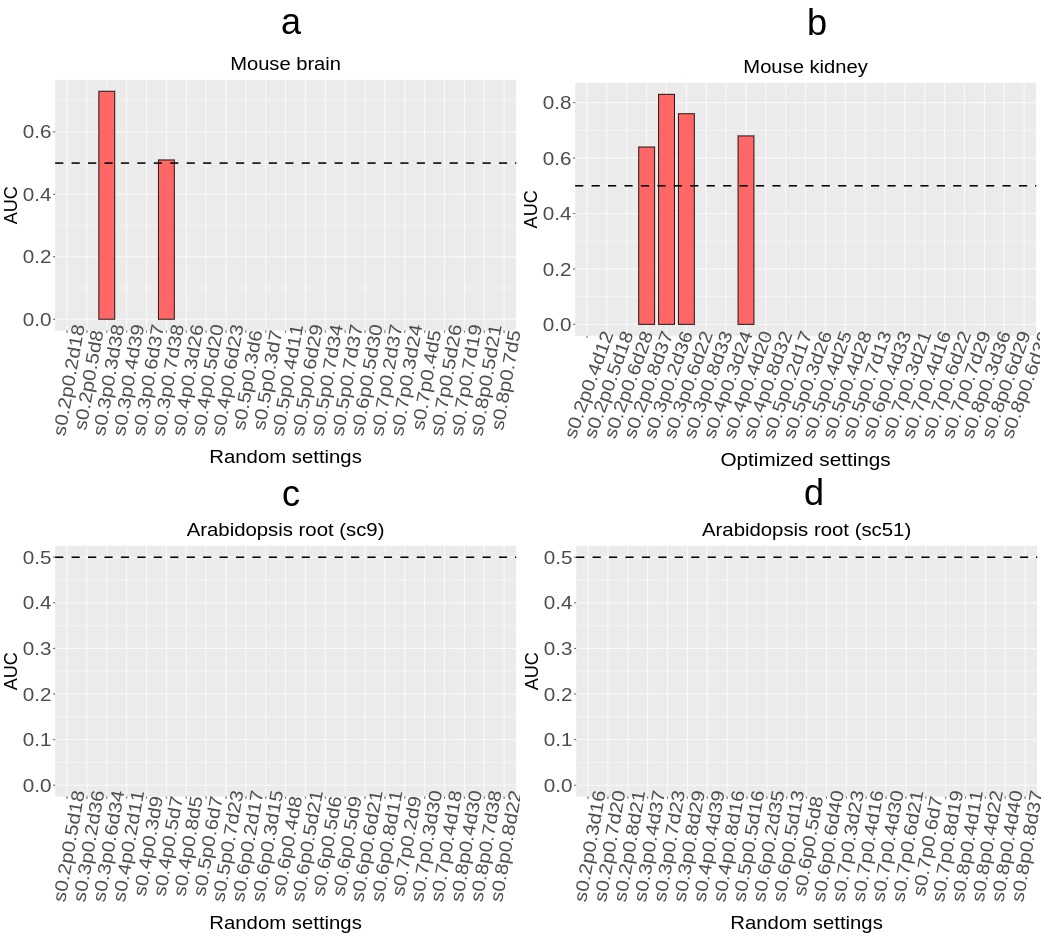 a
Mouse brain
AUC
0.6
0.4
0.2
0.0
s0.2p0.2d18
s0.2p0.5d8
s0.3p0.3d38
s0.3p0.4d39
s0.3p0.6d37
s0.3p0.7d38
s0.4p0.3d26
s0.4p0.5d20
s0.4p0.6d23
s0.5p0.3d6
s0.5p0.3d7
s0.5p0.4d11
s0.5p0.6d29
s0.5p0.7d34
s0.5p0.7d37
s0.6p0.5d30
s0.7p0.2d37
s0.7p0.3d24
s0.7p0.4d5
s0.7p0.5d26
s0.7p0.7d19
s0.8p0.5d21
s0.8p0.7d5
Random settings
b
Mouse kidney
AUC
0.8
0.6
0.4
0.2
0.0
s0.2p0.4d12
s0.2p0.5d18
s0.2p0.6d28
s0.2p0.8d37
s0.3p0.2d36
s0.3p0.6d22
s0.3p0.8d33
s0.4p0.3d24
s0.4p0.4d20
s0.4p0.8d32
s0.5p0.2d17
s0.5p0.3d26
s0.5p0.4d25
s0.5p0.4d28
s0.5p0.7d13
s0.6p0.4d33
s0.7p0.3d21
s0.7p0.4d16
s0.7p0.6d22
s0.7p0.7d29
s0.8p0.3d36
s0.8p0.6d29
Optimized settings
c
Arabidopsis root (sc9)
AUC
0.5
0.4
0.3
0.2
0.1
0.0
s0.2p0.5d18
s0.3p0.2d36
s0.3p0.6d34
s0.4p0.2d11
s0.4p0.3d9
s0.4p0.5d7
s0.4p0.8d5
s0.5p0.6d7
s0.5p0.7d23
s0.6p0.2d17
s0.6p0.3d15
s0.6p0.4d8
s0.6p0.5d21
s0.6p0.5d6
s0.6p0.5d9
s0.6p0.6d21
s0.6p0.8d11
s0.7p0.2d9
s0.7p0.3d30
s0.7p0.4d18
s0.8p0.4d30
s0.8p0.7d38
s0.8p0.8d22
Random settings
d
Arabidopsis root (sc51)
AUC
0.5
0.4
0.3
0.2
0.1
0.0
s0.2p0.3d16
s0.2p0.7d20
s0.2p0.8d21
s0.3p0.4d37
s0.3p0.7d23
s0.3p0.8d29
s0.4p0.4d39
s0.4p0.8d16
s0.5p0.5d16
s0.5p0.6d13
s0.6p0.5d8
s0.6p0.6d40
s0.7p0.3d23
s0.7p0.4d16
s0.7p0.4d30
s0.7p0.6d21
s0.7p0.6d7
s0.7p0.8d19
s0.8p0.4d11
s0.8p0.4d22
s0.8p0.4d40
s0.8p0.8d37
Random settings